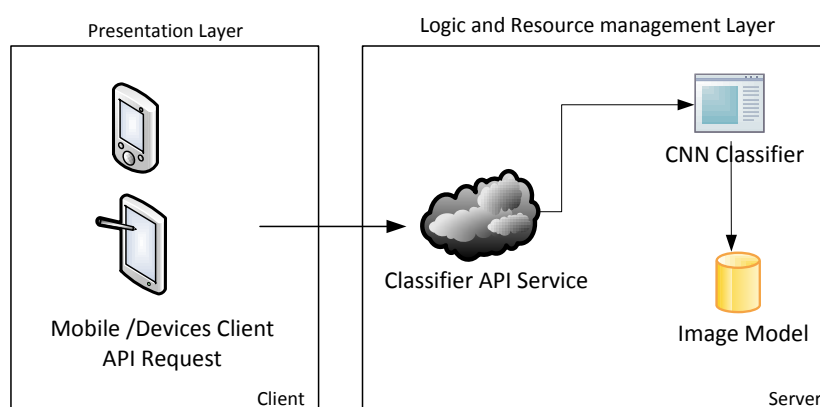 Presentation Layer
Logic and Resource management Layer
CNN Classifier
Classifier API Service
Mobile /Devices Client
API Request
Image Model
Client
Server